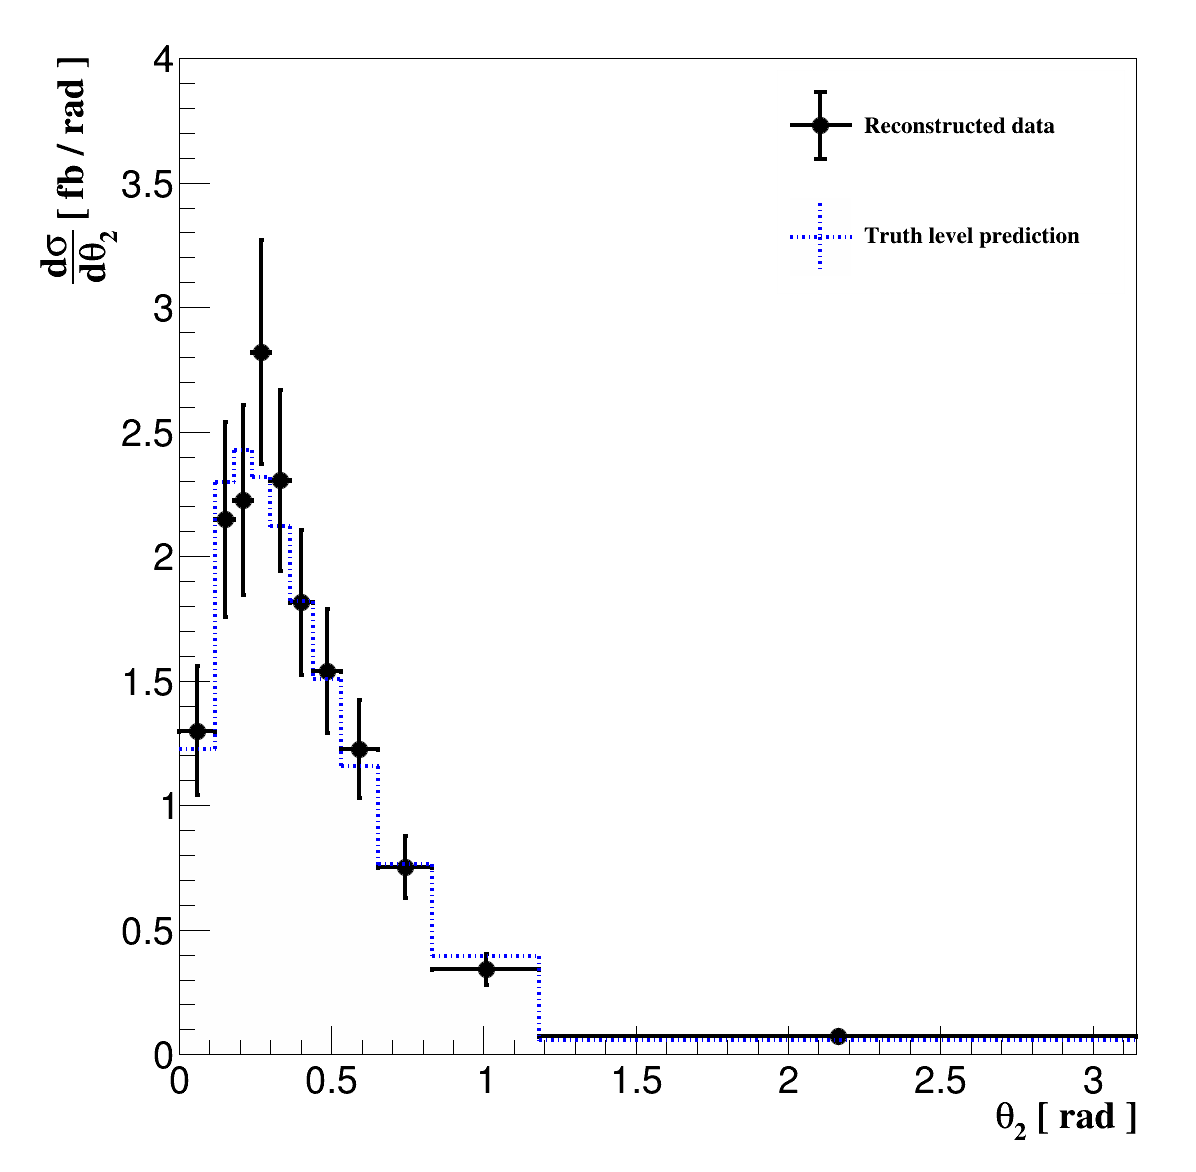 4
3.5
3
2.5
2
1.5
1
0.5
0
dσ
dθ2 [ fb / rad ]
Reconstructed data
Truth level prediction
0 0.5 1 1.5 2 2.5 3
θ2 [ rad ]